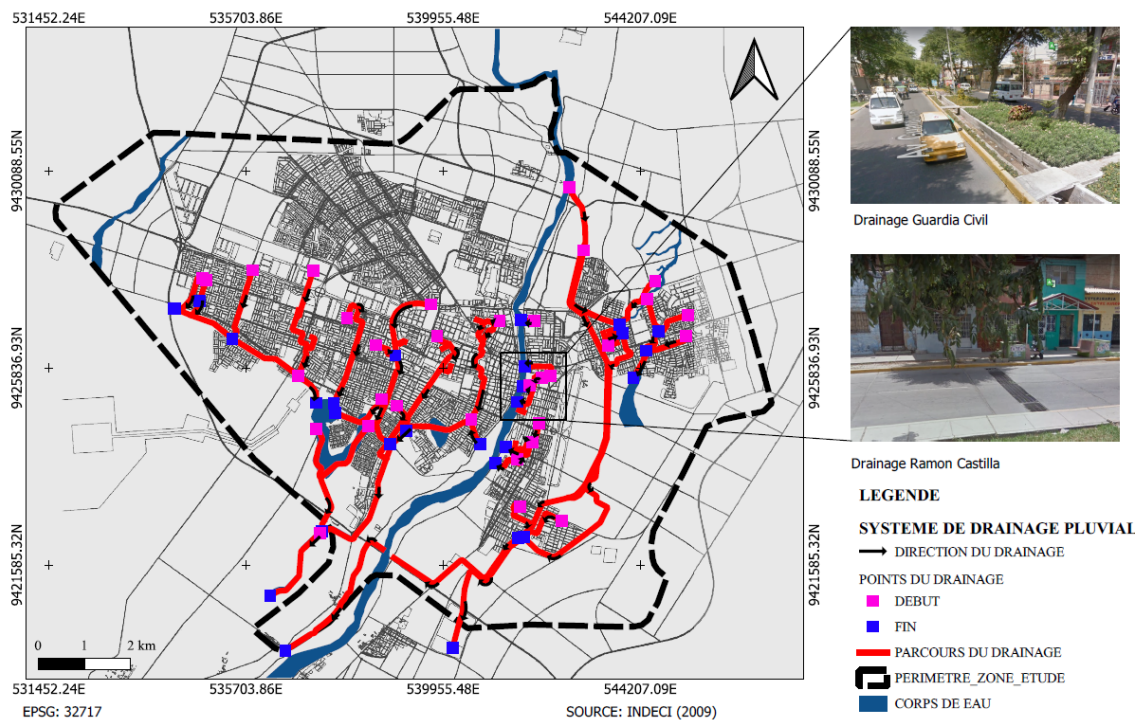 531452.24E 535703.86E 539955.48E 544207.09E
9430088.55N 9430088.55N
9425836.93N 9425836.93N
9421585.32N 9421585.32N
0 1 2 km
531452.24E 535703.86E 539955.48E 544207.09E
EPSG: 32717 SOURCE: INDECI (2009)
Drainage Guardia Civil
Drainage Ramon Castilla
LEGENDE
SYSTEME DE DRAINAGE PLUVIAL
DIRECTION DU DRAINAGE
POINTS DU DRAINAGE
DEBUT
FIN
PARCOURS DU DRAINAGE
PERIMETRE_ZONE_ETUDE
CORPS DE EAU